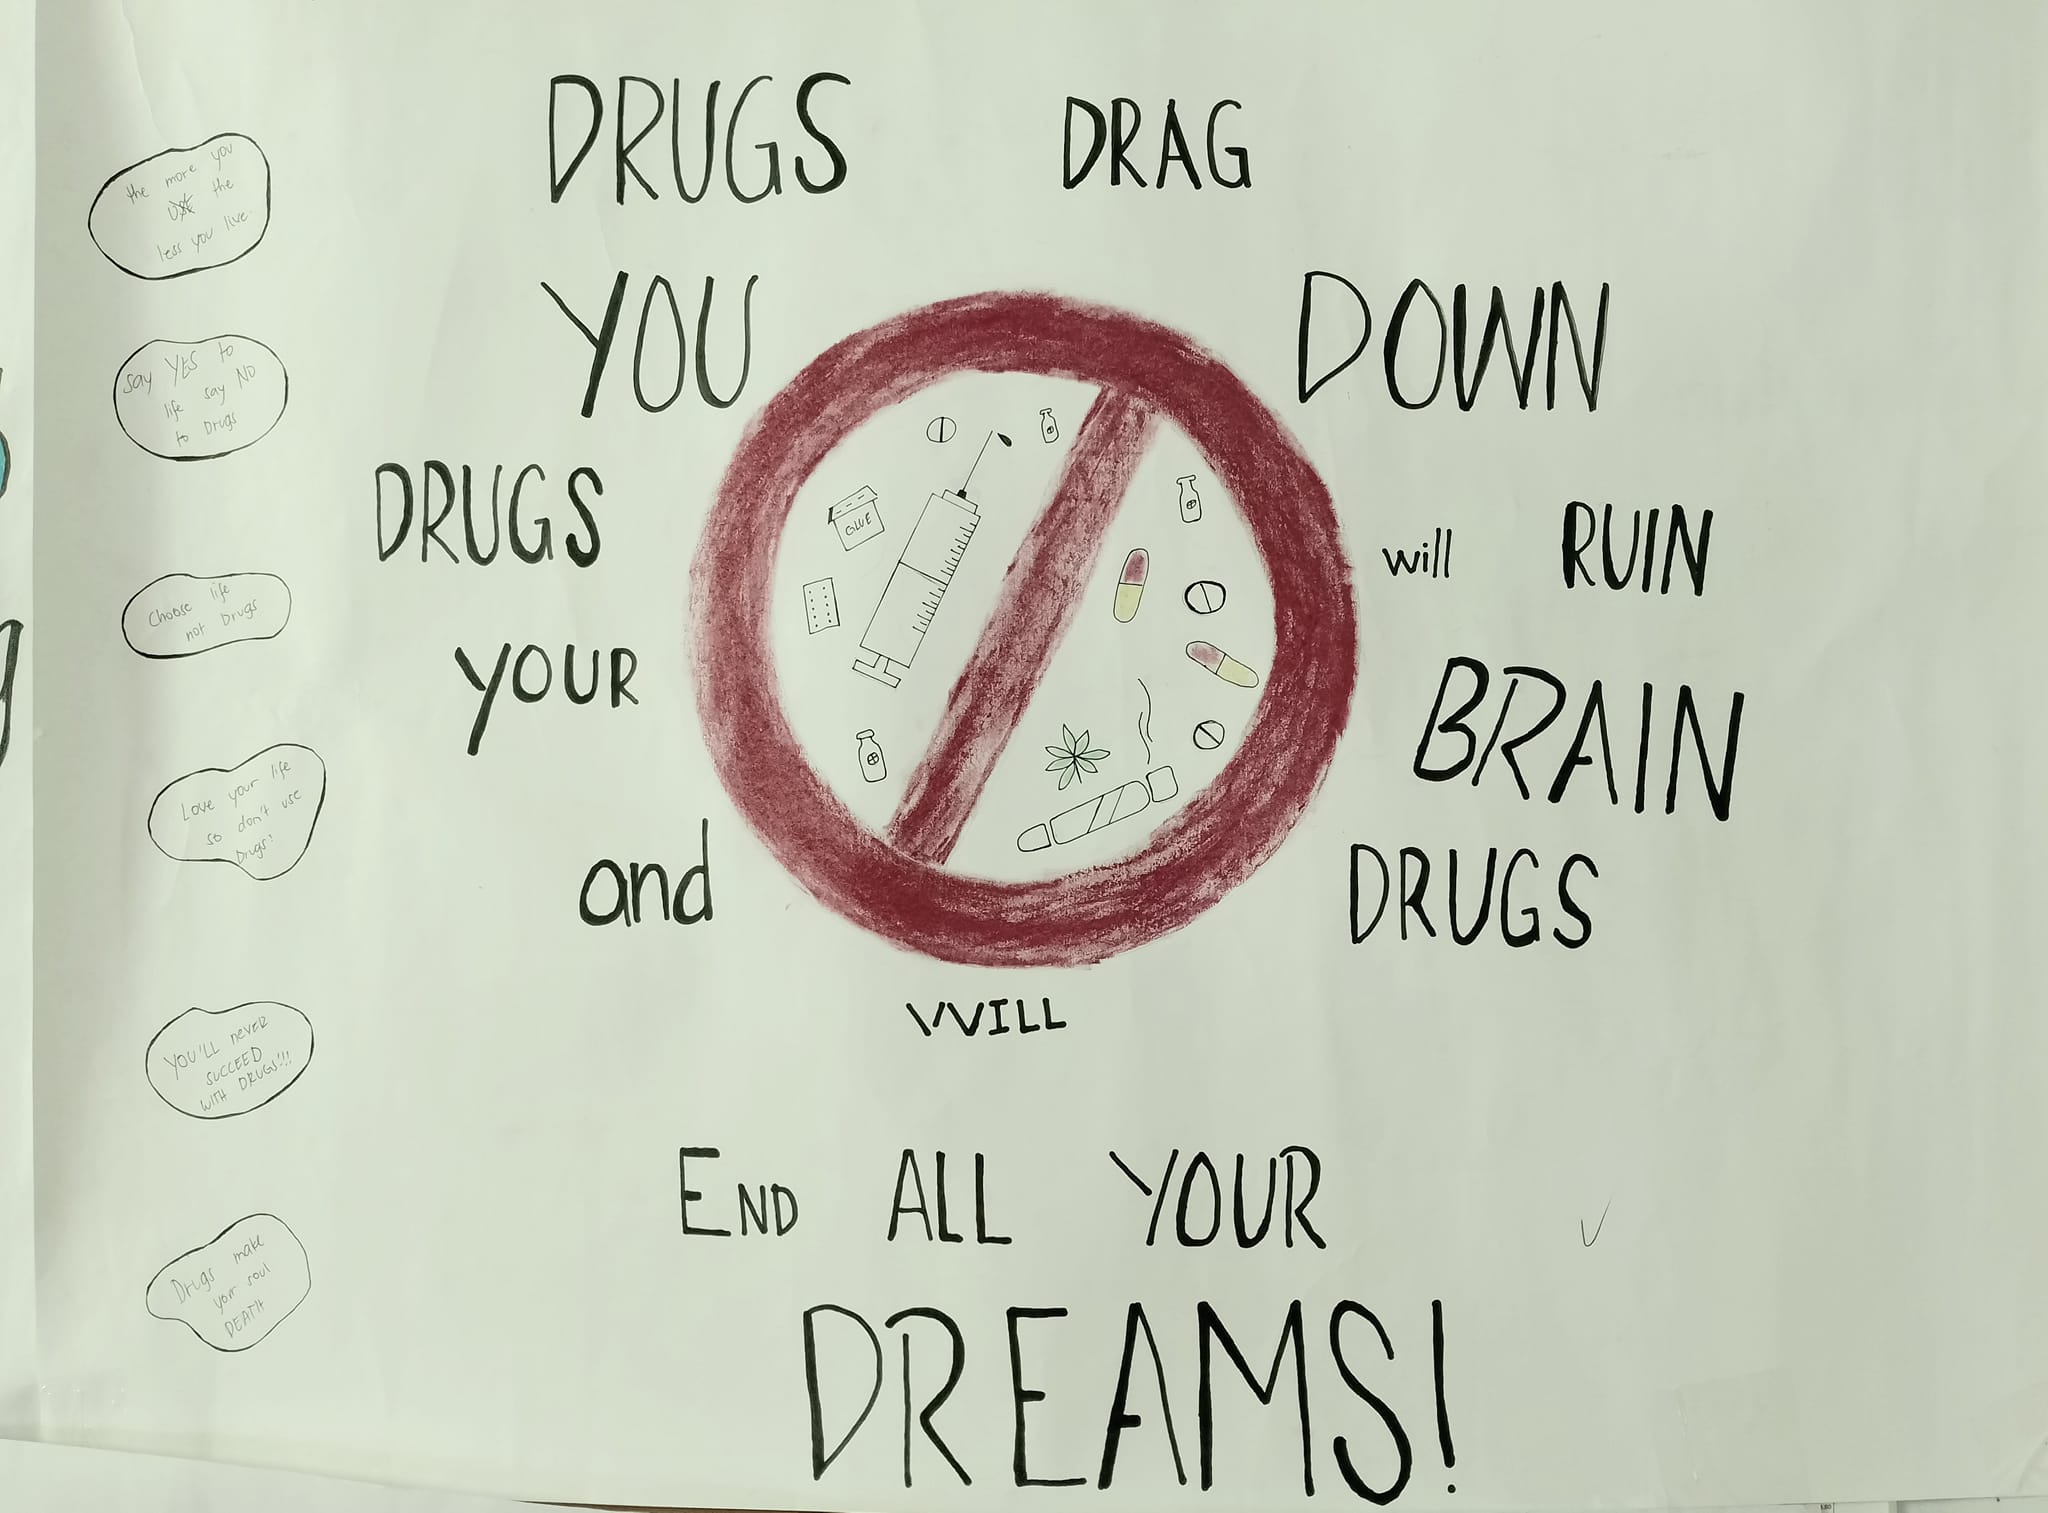 DRUGS DRAG
YOU DOWN
DRUGS will RUIN
YOUR BRAIN
and DRUGS
WILL
END ALL YOUR
DREAMS!
GLUE
the more you
USE the
less you live.
say YES to
life say NO
to Drugs
Choose life
not Drugs
Love your life
so don't use
Drugs!
YOU'LL never
SUCCEED
WITH DRUGS!!!
Drugs make
your soul
DEATH